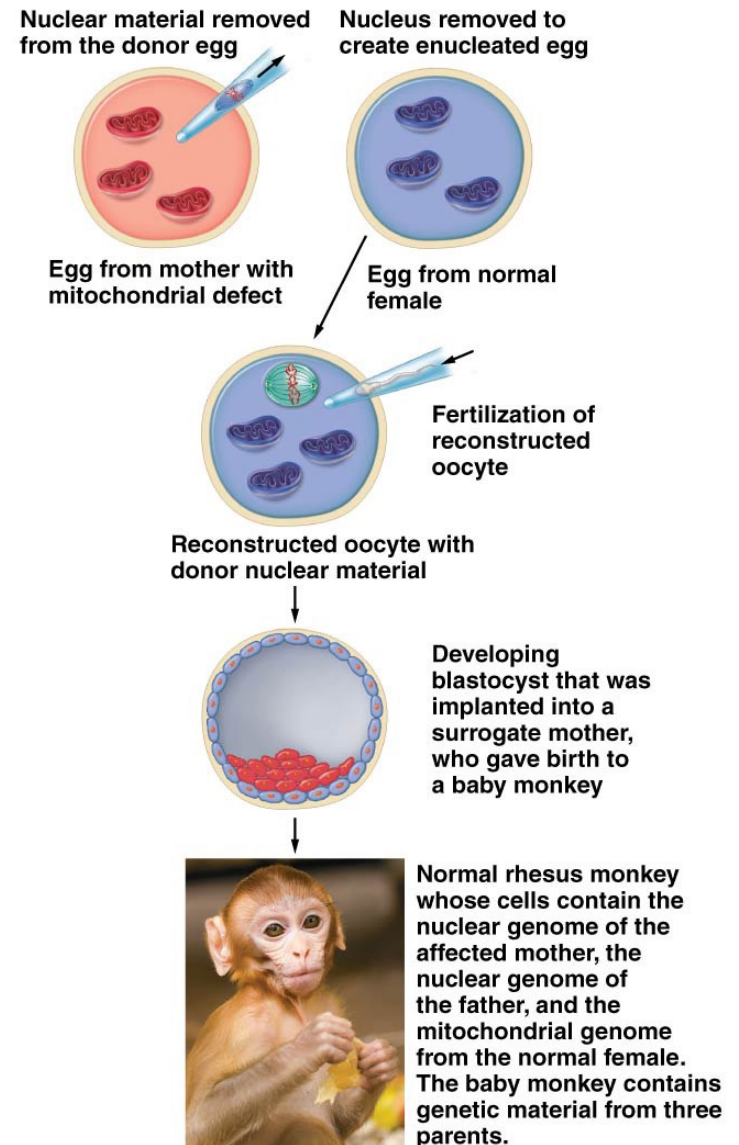 Nuclear material removed
from the donor egg
Nucleus removed to
create enucleated egg
Egg from mother with
mitochondrial defect
Egg from normal
female
Fertilization of
reconstructed
oocyte
Reconstructed oocyte with
donor nuclear material
Developing
blastocyst that was
implanted into a
surrogate mother,
who gave birth to
a baby monkey
Normal rhesus monkey
whose cells contain the
nuclear genome of the
affected mother, the
nuclear genome of
the father, and the
mitochondrial genome
from the normal female.
The baby monkey contains
genetic material from three
parents.